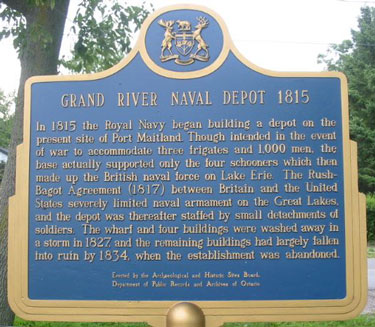 GRAND RIVER NAVAL DEPOT 1815
In 1815 the Royal Navy began building a depot on the
present site of Port Maitland. Though intended in the event
of war to accommodate three frigates and 1,000 men, the
base actually supported only the four schooners which then
made up the British naval force on Lake Erie. The Rush-
Bagot Agreement (1817) between Britain and the United
States severely limited naval armament on the Great Lakes,
and the depot was thereafter staffed by small detachments of
soldiers. The wharf and four buildings were washed away in
a storm in 1827, and the remaining buildings had largely fallen
into ruin by 1834, when the establishment was abandoned.
Erected by the Archaeological and Historic Sites Board,
Department of Public Records and Archives of Ontario.